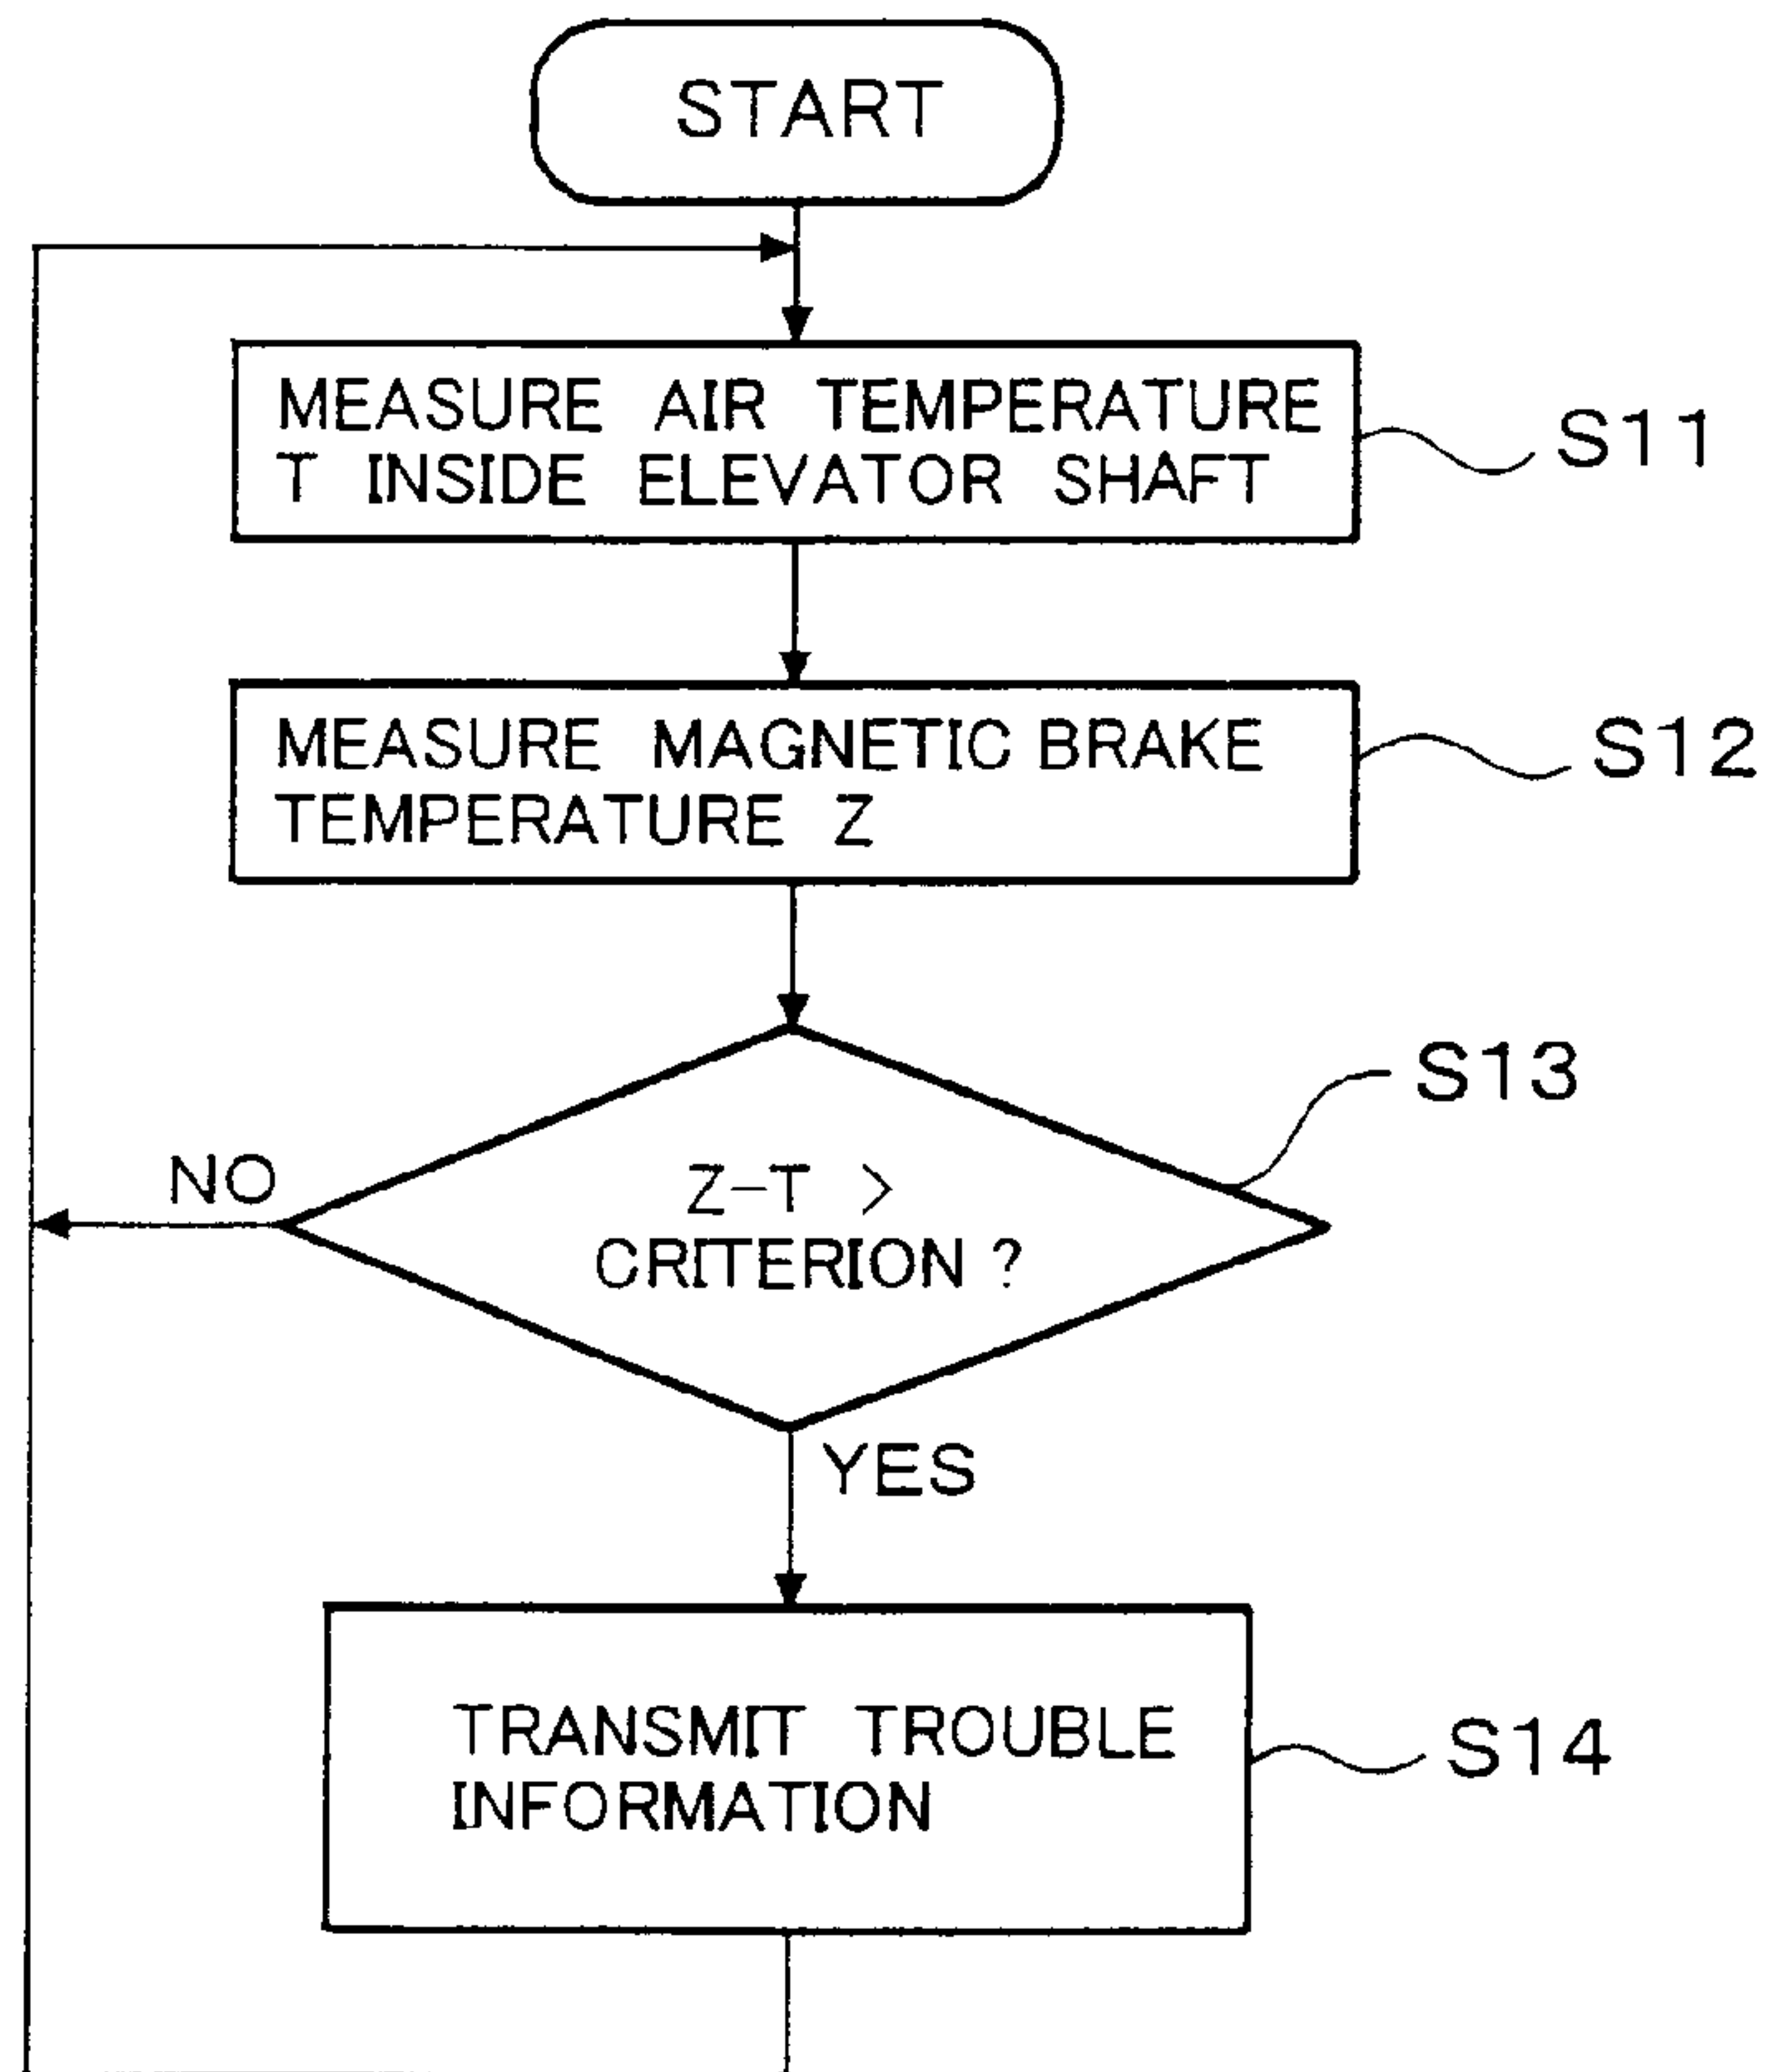 START
MEASURE AIR TEMPERATURE
T INSIDE ELEVATOR SHAFT
S11
MEASURE MAGNETIC BRAKE
TEMPERATURE Z
S12
S13
NO
Z-T >
CRITERION ?
YES
TRANSMIT TROUBLE
INFORMATION
S14